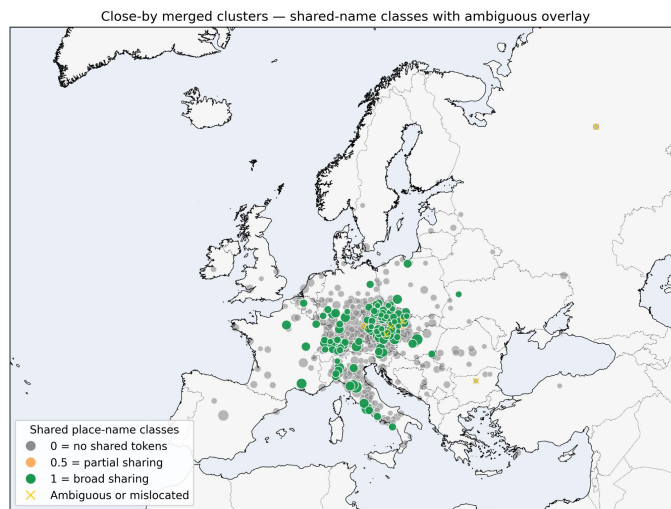 Close-by merged clusters — shared-name classes with ambiguous overlay
Shared place-name classes
0 = no shared tokens
0.5 = partial sharing
1 = broad sharing
Ambiguous or mislocated